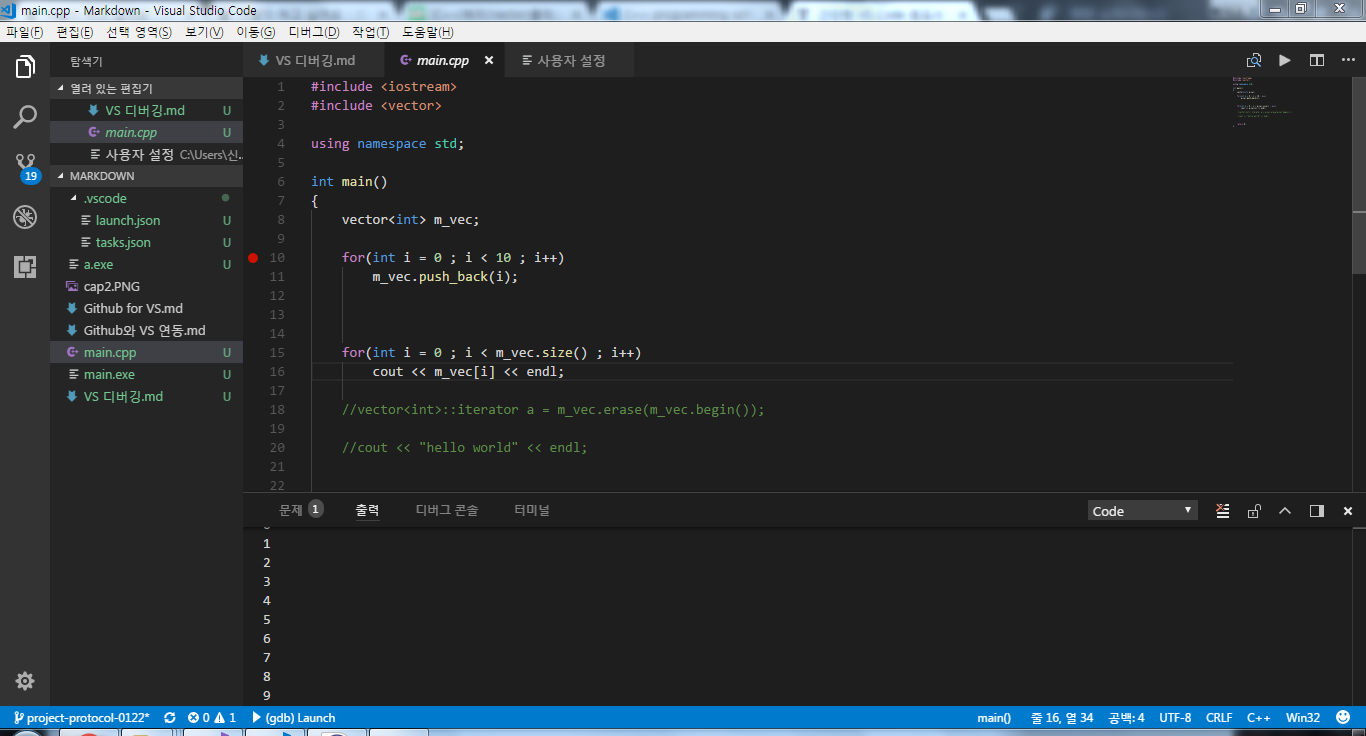 main.cpp - Markdown - Visual Studio Code
파일(F) 편집(E) 선택 영역(S) 보기(V) 이동(G) 디버그(D) 작업(T) 도움말(H)
탐색기
열려 있는 편집기
VS 디버깅.md U
main.cpp U
사용자 설정 C:\Users\신...
MARKDOWN
.vscode
launch.json U
tasks.json U
a.exe U
cap2.PNG
Github for VS.md
Github와 VS 연동.md
main.cpp U
main.exe U
VS 디버깅.md U
19
VS 디버깅.md main.cpp 사용자 설정
1 #include <iostream>
2 #include <vector>
3
4 using namespace std;
5
6 int main()
7 {
8 vector<int> m_vec;
9
10 for(int i = 0 ; i < 10 ; i++)
11 m_vec.push_back(i);
12
13
14
15 for(int i = 0 ; i < m_vec.size() ; i++)
16 cout << m_vec[i] << endl;
17
18 //vector<int>::iterator a = m_vec.erase(m_vec.begin());
19
20 //cout << "hello world" << endl;
21
22
문제 1 출력 디버그 콘솔 터미널 Code
1
2
3
4
5
6
7
8
9
project-protocol-0122* 0 1 (gdb) Launch main() 줄 16, 열 34 공백: 4 UTF-8 CRLF C++ Win32